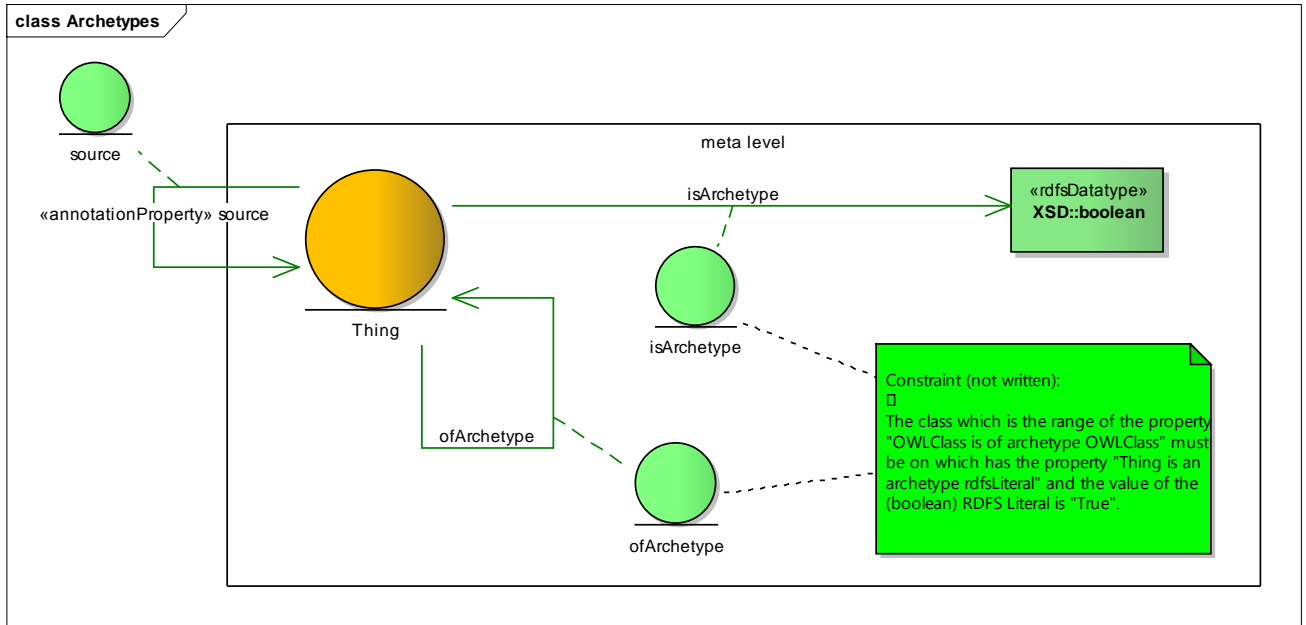 class Archetypes
source
meta level
«annotationProperty» source
isArchetype
«rdfsDatatype»
XSD::boolean
Thing
isArchetype
ofArchetype
ofArchetype
Constraint (not written):
The class which is the range of the property
"OWLClass is of archetype OWLClass" must
be on which has the property "Thing is an
archetype rdfsLiteral" and the value of the
(boolean) RDFS Literal is "True".